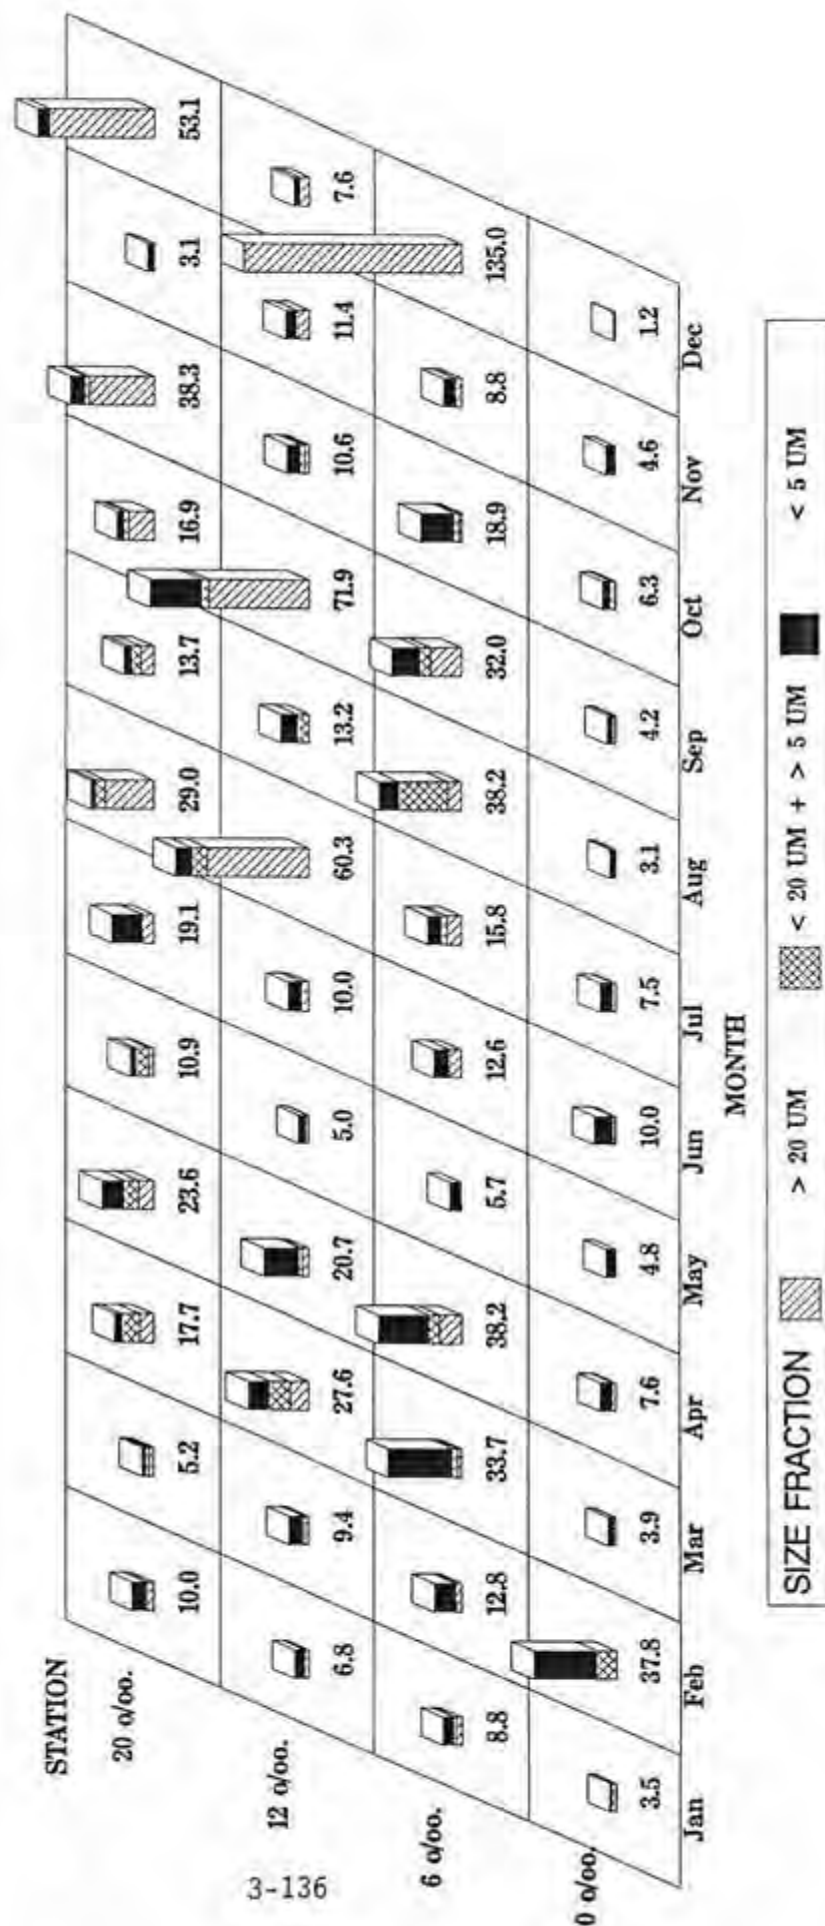 STATION
20 o/oo.
10.0 5.2 17.7 23.6 10.9 19.1 29.0 13.7 16.9 38.3 3.1 53.1
12 o/oo.
6.8 9.4 27.6 20.7 5.0 10.0 60.3 13.2 71.9 10.6 11.4 7.6
6 o/oo.
8.8 12.8 33.7 38.2 5.7 12.6 15.8 38.2 32.0 18.9 8.8 135.0
0 o/oo.
3.5 37.8 3.9 7.6 4.8 10.0 7.5 3.1 4.2 6.3 4.6 1.2
Jan Feb Mar Apr May Jun Jul Aug Sep Oct Nov Dec
MONTH
SIZE FRACTION > 20 UM < 20 UM + > 5 UM < 5 UM
3-136